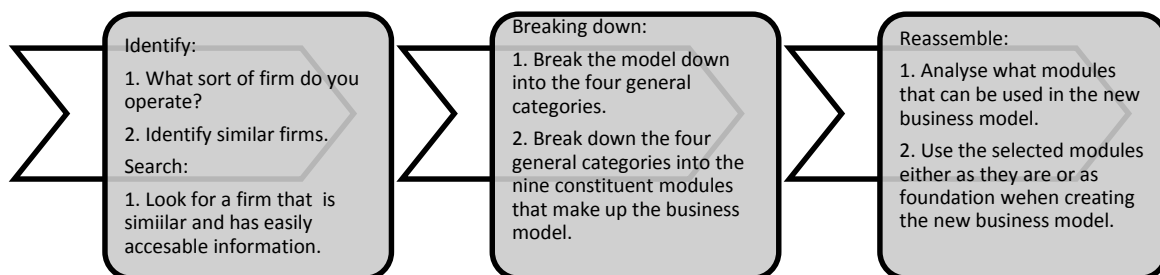 Identify:
1. What sort of firm do you
operate?
2. Identify similar firms.
Search:
1. Look for a firm that  is
simiilar and has easily
accesable information.
Breaking down:
1. Break the model down
into the four general
categories.
2. Break down the four
general categories into the
nine constituent modules
that make up the business
model.
Reassemble:
1. Analyse what modules
that can be used in the new
business model.
2. Use the selected modules
either as they are or as
foundation wehen creating
the new business model.